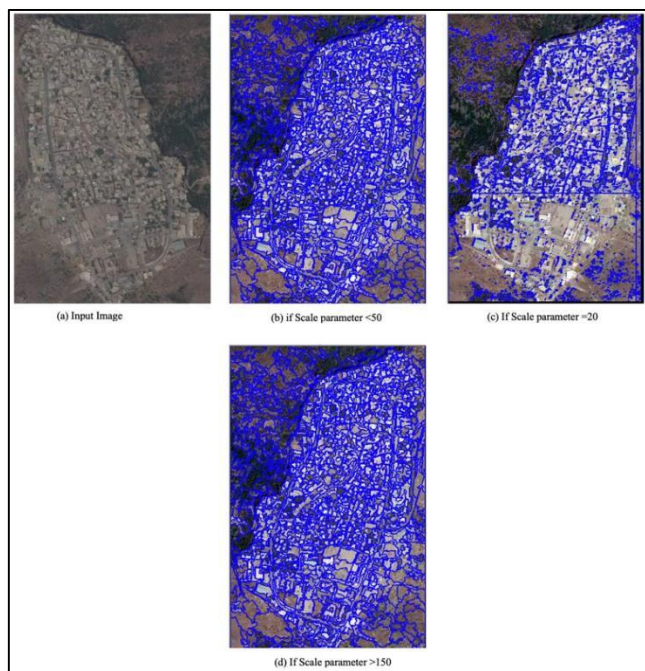 (a) Input Image
(b) if Scale parameter <50
(c) If Scale parameter =20
(d) If Scale parameter >150